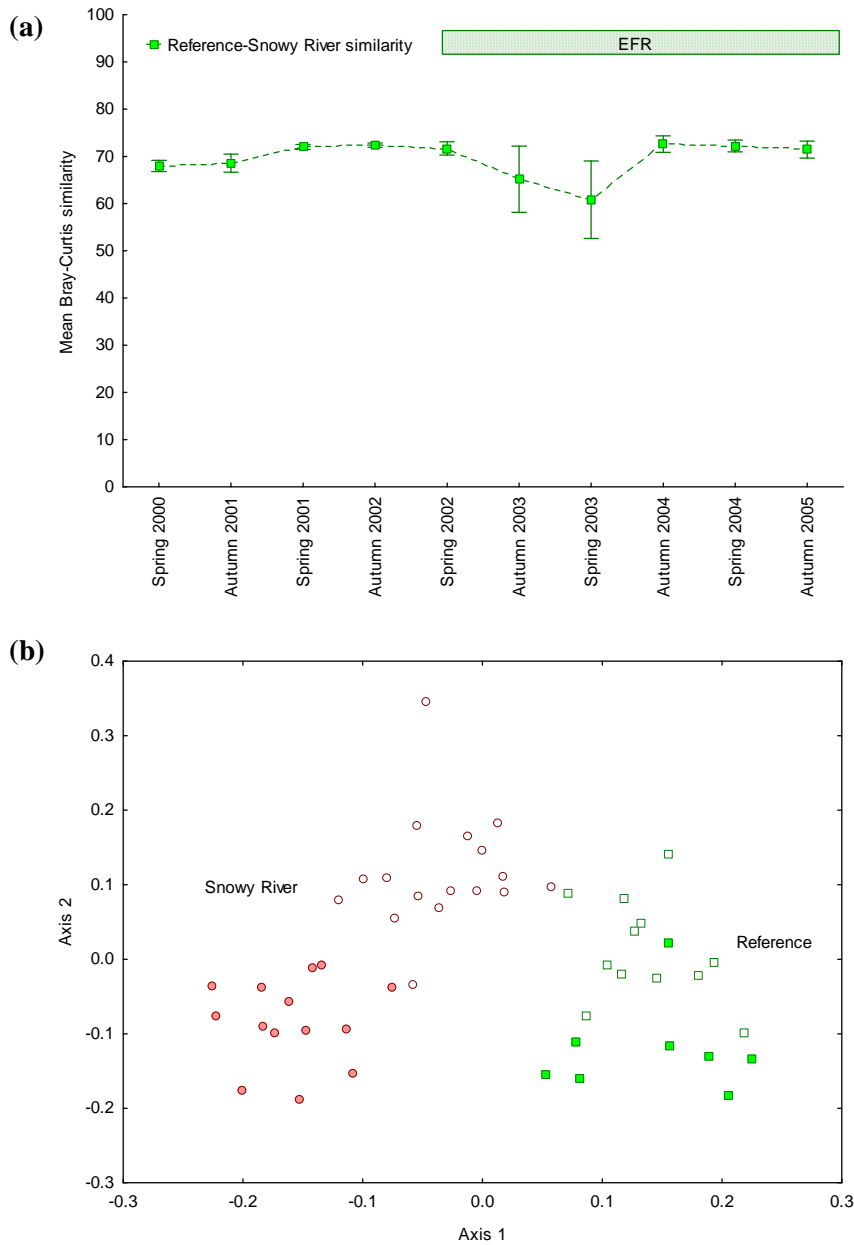 (a)
100
90
80
70
60
50
40
30
20
10
0
Mean Bray-Curtis similarity
Reference-Snowy River similarity
EFR
Spring 2000
Autumn 2001
Spring 2001
Autumn 2002
Spring 2002
Autumn 2003
Spring 2003
Autumn 2004
Spring 2004
Autumn 2005
(b)
0.4
0.3
0.2
0.1
0.0
-0.1
-0.2
-0.3
Axis 2
Snowy River
Reference
-0.3 -0.2 -0.1 0.0 0.1 0.2 0.3
Axis 1